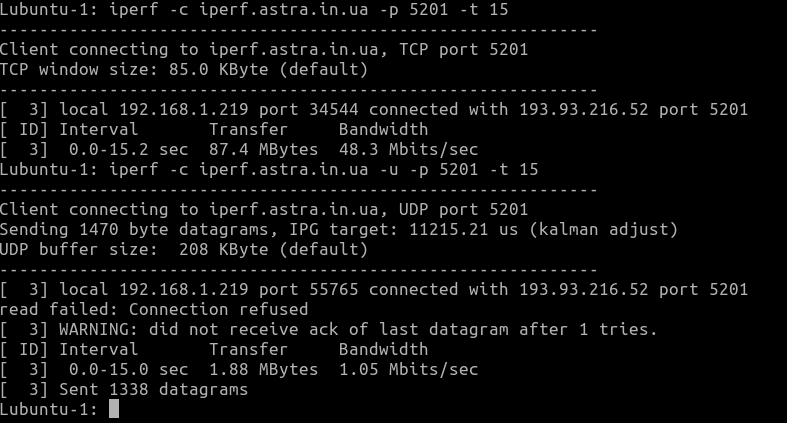 Lubuntu-1: iperf -c iperf.astra.in.ua -p 5201 -t 15
------------------------------------------------------------
Client connecting to iperf.astra.in.ua, TCP port 5201
TCP window size: 85.0 KByte (default)
------------------------------------------------------------
[  3] local 192.168.1.219 port 34544 connected with 193.93.216.52 port 5201
[ ID] Interval       Transfer     Bandwidth
[  3]  0.0-15.2 sec  87.4 MBytes  48.3 Mbits/sec
Lubuntu-1: iperf -c iperf.astra.in.ua -u -p 5201 -t 15
------------------------------------------------------------
Client connecting to iperf.astra.in.ua, UDP port 5201
Sending 1470 byte datagrams, IPG target: 11215.21 us (kalman adjust)
UDP buffer size:  208 KByte (default)
------------------------------------------------------------
[  3] local 192.168.1.219 port 55765 connected with 193.93.216.52 port 5201
read failed: Connection refused
[  3] WARNING: did not receive ack of last datagram after 1 tries.
[ ID] Interval       Transfer     Bandwidth
[  3]  0.0-15.0 sec  1.88 MBytes  1.05 Mbits/sec
[  3] Sent 1338 datagrams
Lubuntu-1: